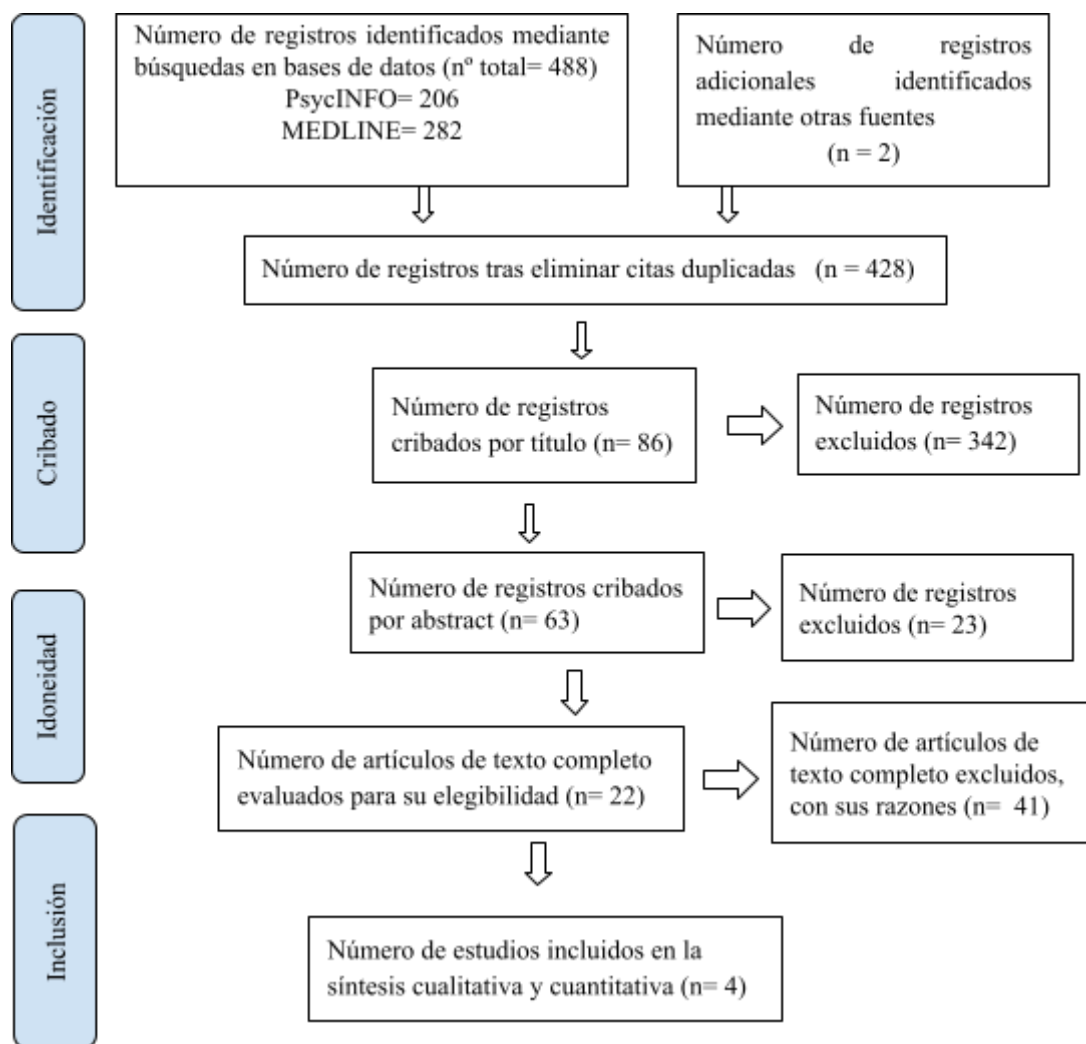 Identificación
Número de registros identificados mediante
búsquedas en bases de datos (nº total= 488)
PsycINFO= 206
MEDLINE= 282
Número de registros
adicionales identificados
mediante otras fuentes
(n = 2)
Número de registros tras eliminar citas duplicadas (n = 428)
Cribado
Número de registros
cribados por título (n= 86)
Número de registros
excluidos (n= 342)
Número de registros cribados
por abstract (n= 63)
Número de registros
excluidos (n= 23)
Idoneidad
Número de artículos de texto completo
evaluados para su elegibilidad (n= 22)
Número de artículos de
texto completo excluidos,
con sus razones (n= 41)
Inclusión
Número de estudios incluidos en la
síntesis cualitativa y cuantitativa (n= 4)